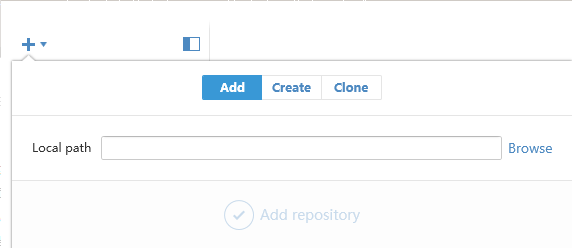 Add Create Clone
Local path Browse
Add repository